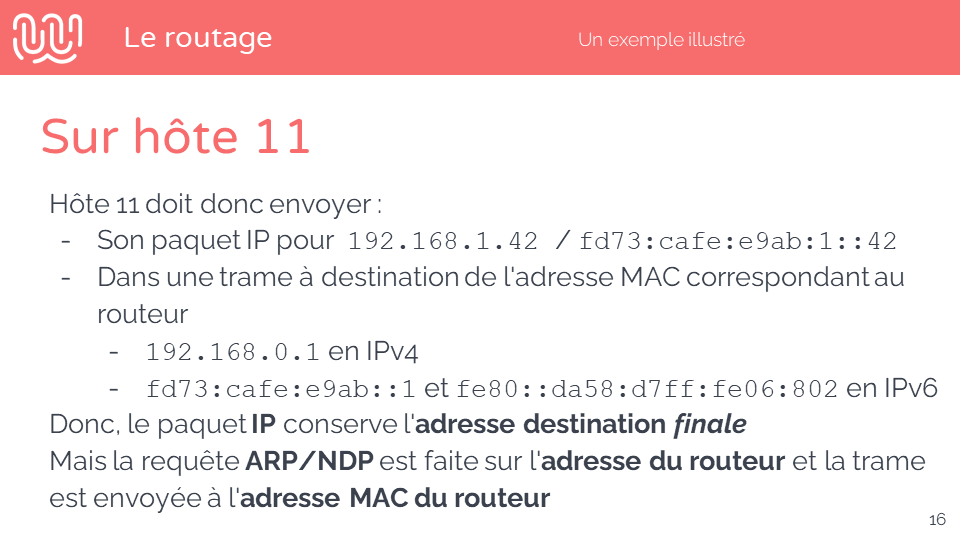 Le routage
Un exemple illustré
Sur hôte 11
Hôte 11 doit donc envoyer :
- Son paquet IP pour 192.168.1.42 / fd73:cafe:e9ab:1::42
- Dans une trame à destination de l'adresse MAC correspondant au
routeur
- 192.168.0.1 en IPv4
- fd73:cafe:e9ab::1 et fe80::da58:d7ff:fe06:802 en IPv6
Donc, le paquet IP conserve l'adresse destination finale
Mais la requête ARP/NDP est faite sur l'adresse du routeur et la trame
est envoyée à l'adresse MAC du routeur
16